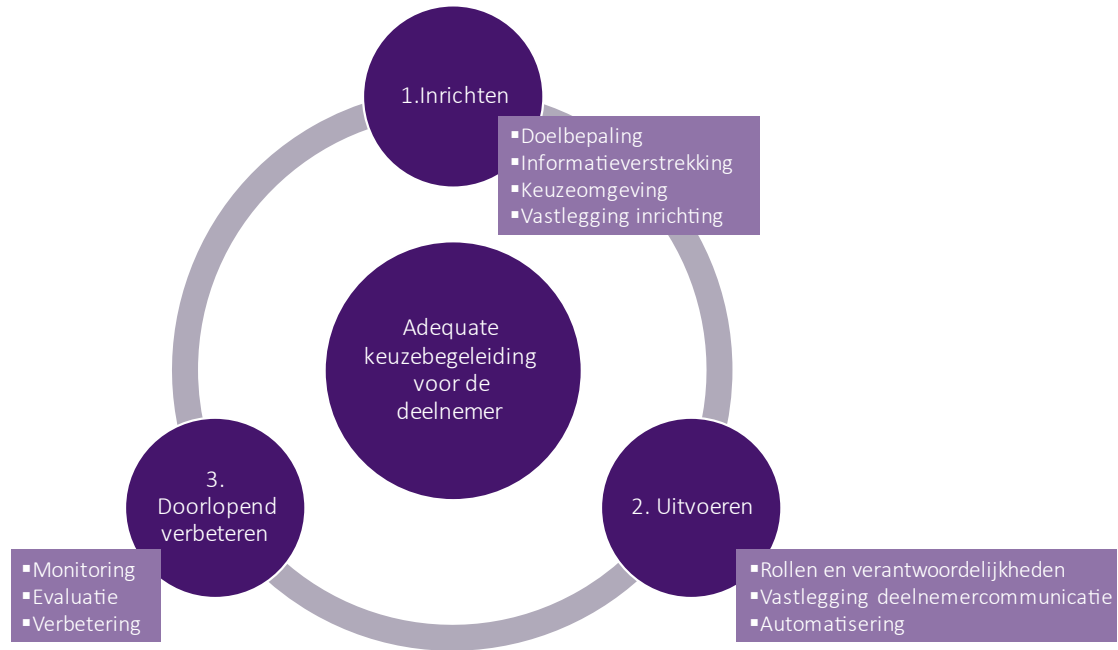 1.Inrichten
▪Doelbepaling
▪Informatieverstrekking
▪Keuzeomgeving
▪Vastlegging inrichting
Adequate
keuzebegeleiding
voor de
deelnemer
2. Uitvoeren
▪Rollen en verantwoordelijkheden
▪Vastlegging deelnemercommunicatie
▪Automatisering
3.
Doorlopend
verbeteren
▪Monitoring
▪Evaluatie
▪Verbetering